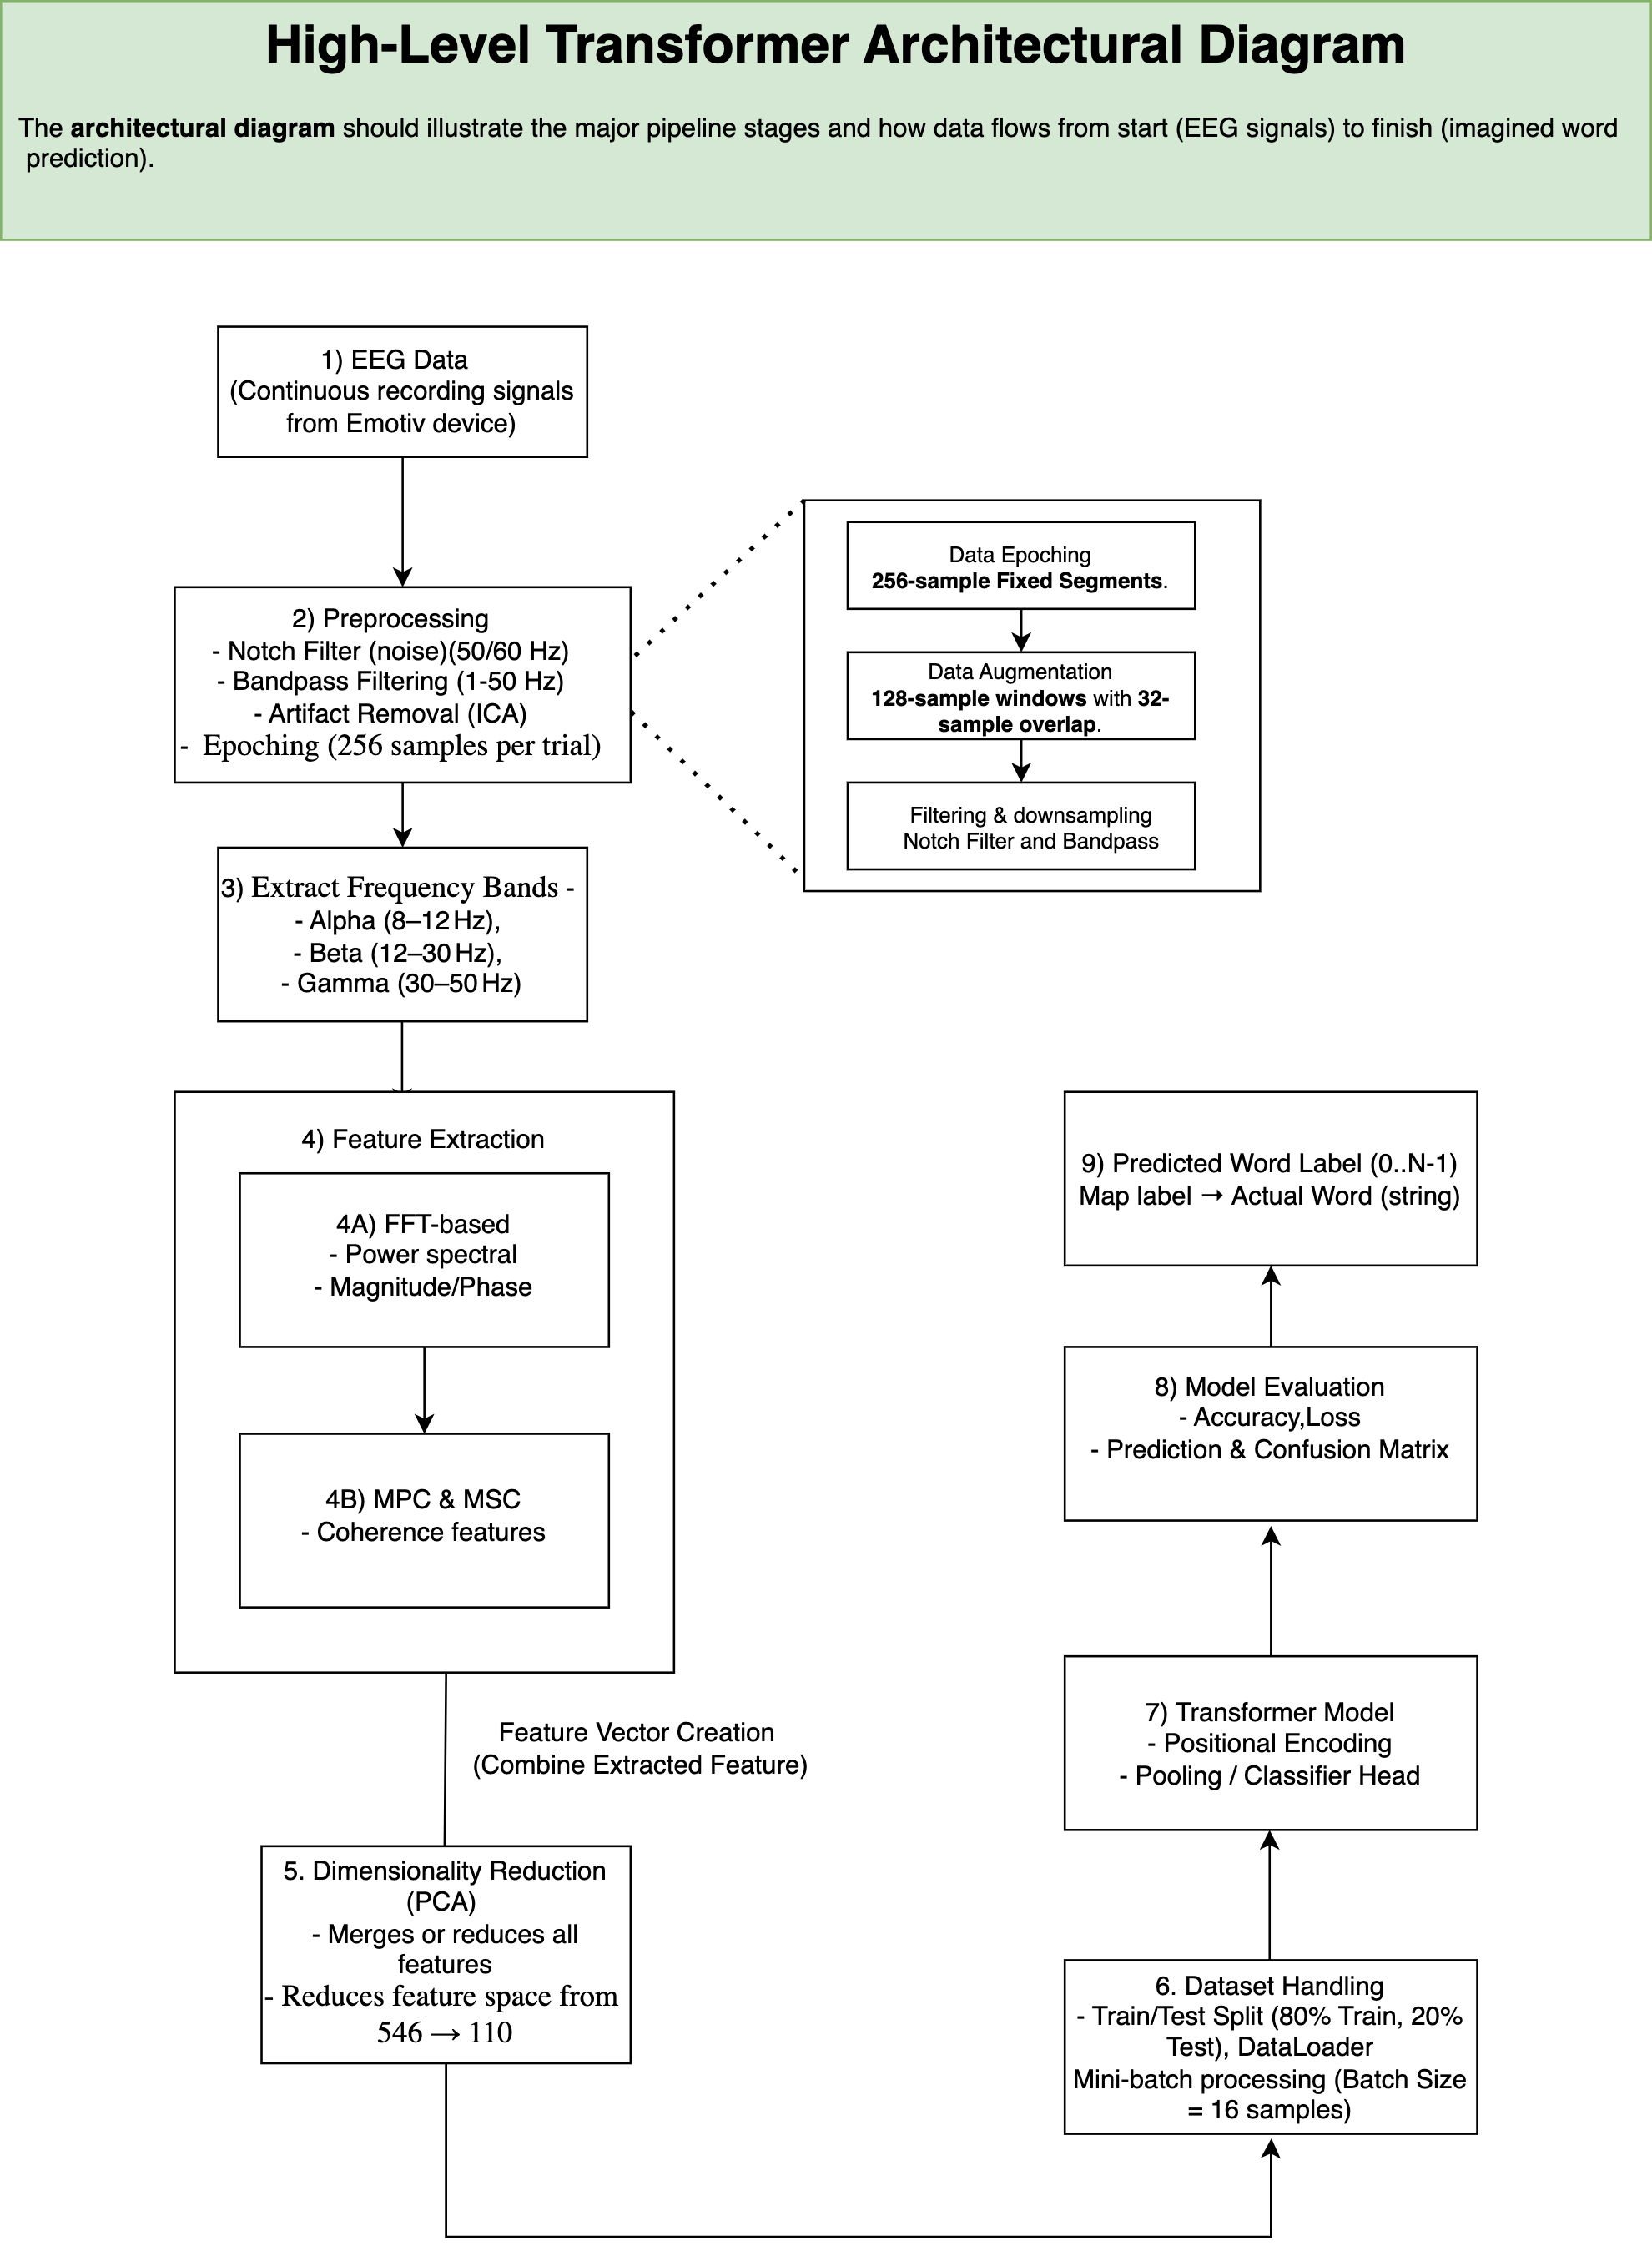 High-Level Transformer Architectural Diagram
The architectural diagram should illustrate the major pipeline stages and how data flows from start (EEG signals) to finish (imagined word
prediction).
1) EEG Data
(Continuous recording signals
from Emotiv device)
2) Preprocessing
- Notch Filter (noise)(50/60 Hz)
- Bandpass Filtering (1-50 Hz)
- Artifact Removal (ICA)
- Epoching (256 samples per trial)
Data Epoching
256-sample Fixed Segments.
Data Augmentation
128-sample windows with 32-
sample overlap.
Filtering & downsampling
Notch Filter and Bandpass
3) Extract Frequency Bands -
- Alpha (8–12 Hz),
- Beta (12–30 Hz),
- Gamma (30–50 Hz)
4) Feature Extraction
4A) FFT-based
- Power spectral
- Magnitude/Phase
4B) MPC & MSC
- Coherence features
Feature Vector Creation
(Combine Extracted Feature)
5. Dimensionality Reduction
(PCA)
- Merges or reduces all
features
- Reduces feature space from
546 → 110
6. Dataset Handling
- Train/Test Split (80% Train, 20%
Test), DataLoader
Mini-batch processing (Batch Size
= 16 samples)
7) Transformer Model
- Positional Encoding
- Pooling / Classifier Head
8) Model Evaluation
- Accuracy,Loss
- Prediction & Confusion Matrix
9) Predicted Word Label (0..N-1)
Map label → Actual Word (string)